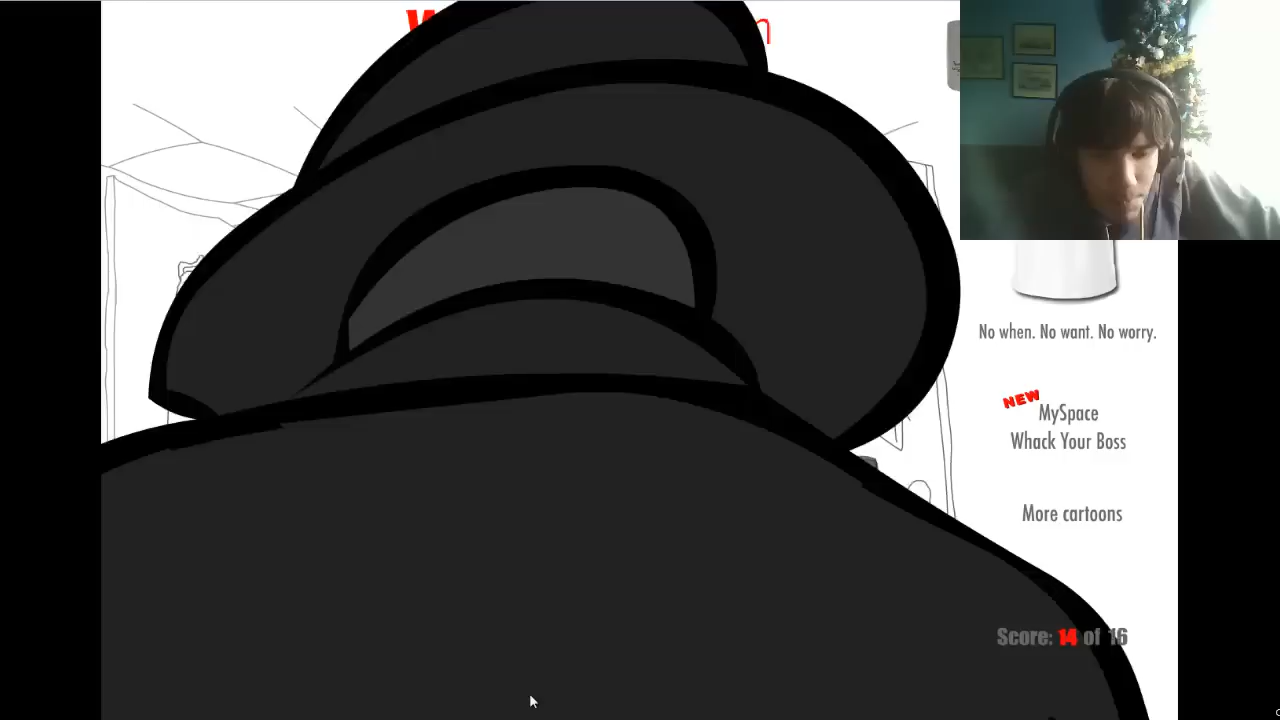 No when. No want. No worry.
NEW
MySpace
Whack Your Boss
More cartoons
Score: 14 of 16